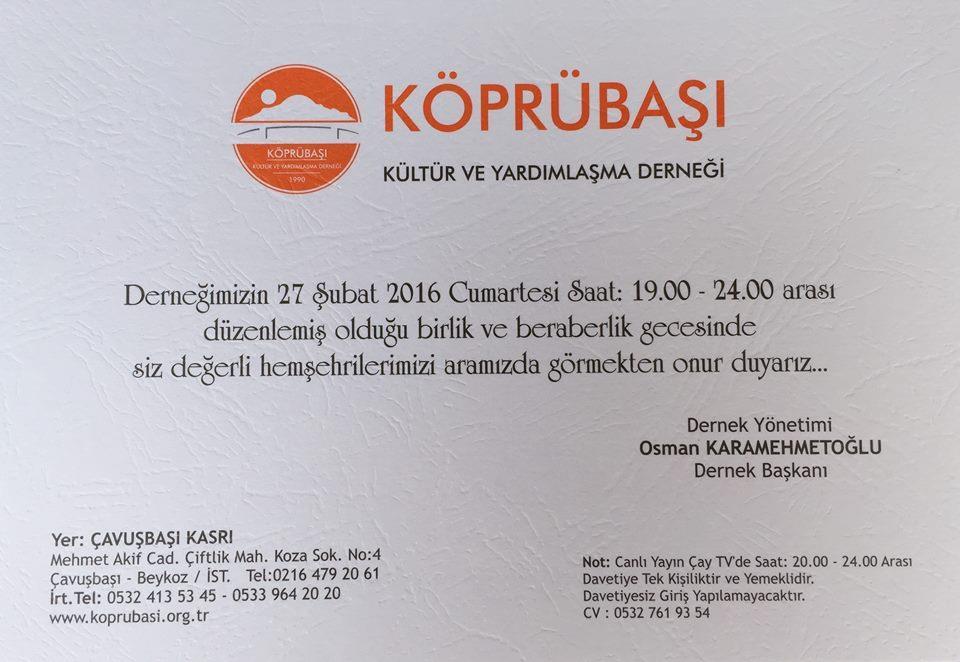 KÖPRÜBAŞI
KÜLTÜR VE YARDIMLAŞMA DERNEĞİ
1990
KÖPRÜBAŞI
KÜLTÜR VE YARDIMLAŞMA DERNEĞİ
Derneğimizin 27 Şubat 2016 Cumartesi Saat: 19.00 - 24.00 arası
düzenlemiş olduğu birlik ve beraberlik gecesinde
siz değerli hemşehrilerimizi aramızda görmekten onur duyarız...
Dernek Yönetimi
Osman KARAMEHMETOĞLU
Dernek Başkanı
Yer: ÇAVUŞBAŞI KASRI
Mehmet Akif Cad. Çiftlik Mah. Koza Sok. No:4
Çavuşbaşı - Beykoz / İST. Tel:0216 479 20 61
İrt.Tel: 0532 413 53 45 - 0533 964 20 20
www.koprubasi.org.tr
Not: Canlı Yayın Çay TV'de Saat: 20.00 - 24.00 Arası
Davetiye Tek Kişiliktir ve Yemeklidir.
Davetiyesiz Giriş Yapılamayacaktır.
CV : 0532 761 93 54